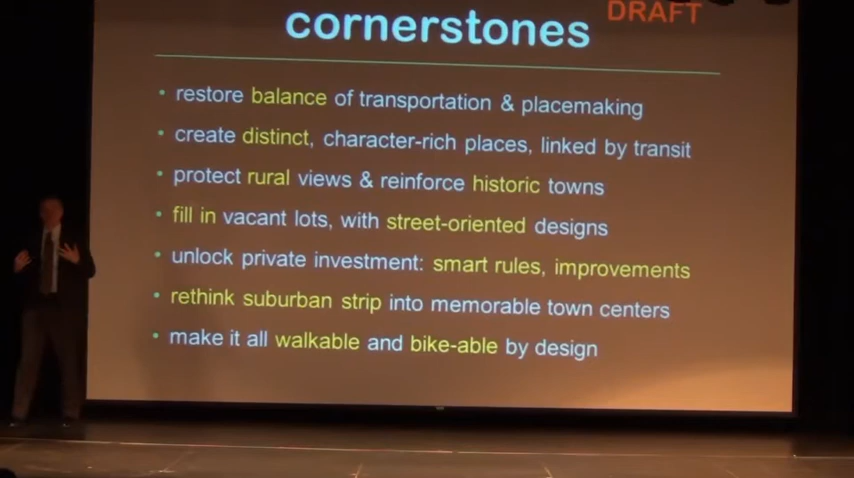 DRAFT
cornerstones
• restore balance of transportation & placemaking
• create distinct, character-rich places, linked by transit
• protect rural views & reinforce historic towns
• fill in vacant lots, with street-oriented designs
• unlock private investment: smart rules, improvements
• rethink suburban strip into memorable town centers
• make it all walkable and bike-able by design